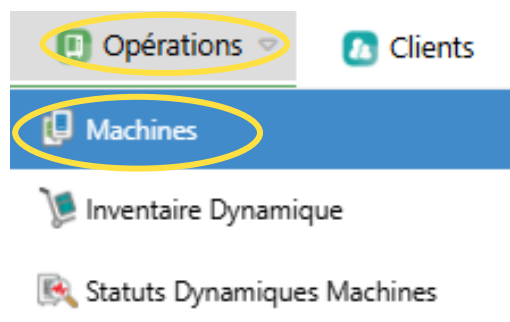 Opérations Clients
Machines
Inventaire Dynamique
Statuts Dynamiques Machines